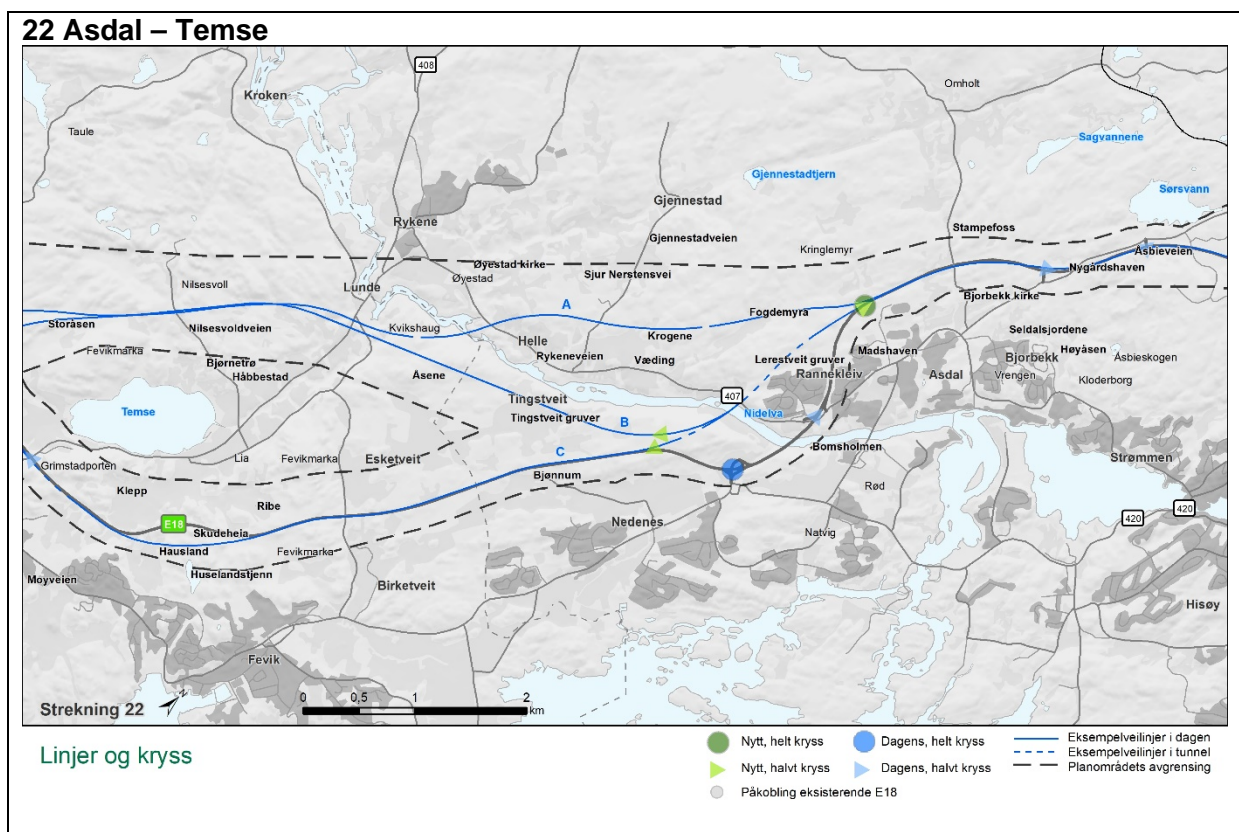 22 Asdal – Temse
408
Omholt
Kroken
Taule
Sagvannene
Gjennestadtjern
Sørsvann
Gjennestad
Rykene
Stampefoss
Gjennestadveien
Kringlemyr
Åsbieveien
Øyestad kirke
Nygårdshaven
Sjur Nerstensvei
Øyestad
Nilsesvoll
Lunde
Bjorbekk kirke
A
Fogdemyra
Storåsen
Kvikshaug
Nilsesvoldveien
Krogene
Seldalsjordene
Helle
Fevikmarka
Madshaven
Bjorbekk
Høyåsen
Rykeneveien
Væding
Lerestveit gruver
Åsbieskogen
Bjørnetrø
Åsene
Rannekleiv
Asdal
Vrengen
Håbbestad
Kloderborg
407
Temse
Tingstveit
Tingstveit gruver
Nidelva
B
Bomsholmen
C
Lia
Fevikmarka
Esketveit
Strømmen
Grimstadporten
Bjønnum
Rød
Klepp
Ribe
420
420
Nedenes
E18
Skudeheia
Natvig
Hausland
Fevikmarka
Moyveien
Huselandstjenn
Birketveit
Hisøy
Fevik
0 0,5 1 2
km
N
Strekning 22
Linjer og kryss
Nytt, helt kryss
Dagens, helt kryss
Eksempelveilinjer i dagen
Eksempelveilinjer i tunnel
Nytt, halvt kryss
Dagens, halvt kryss
Planområdets avgrensing
Påkobling eksisterende E18